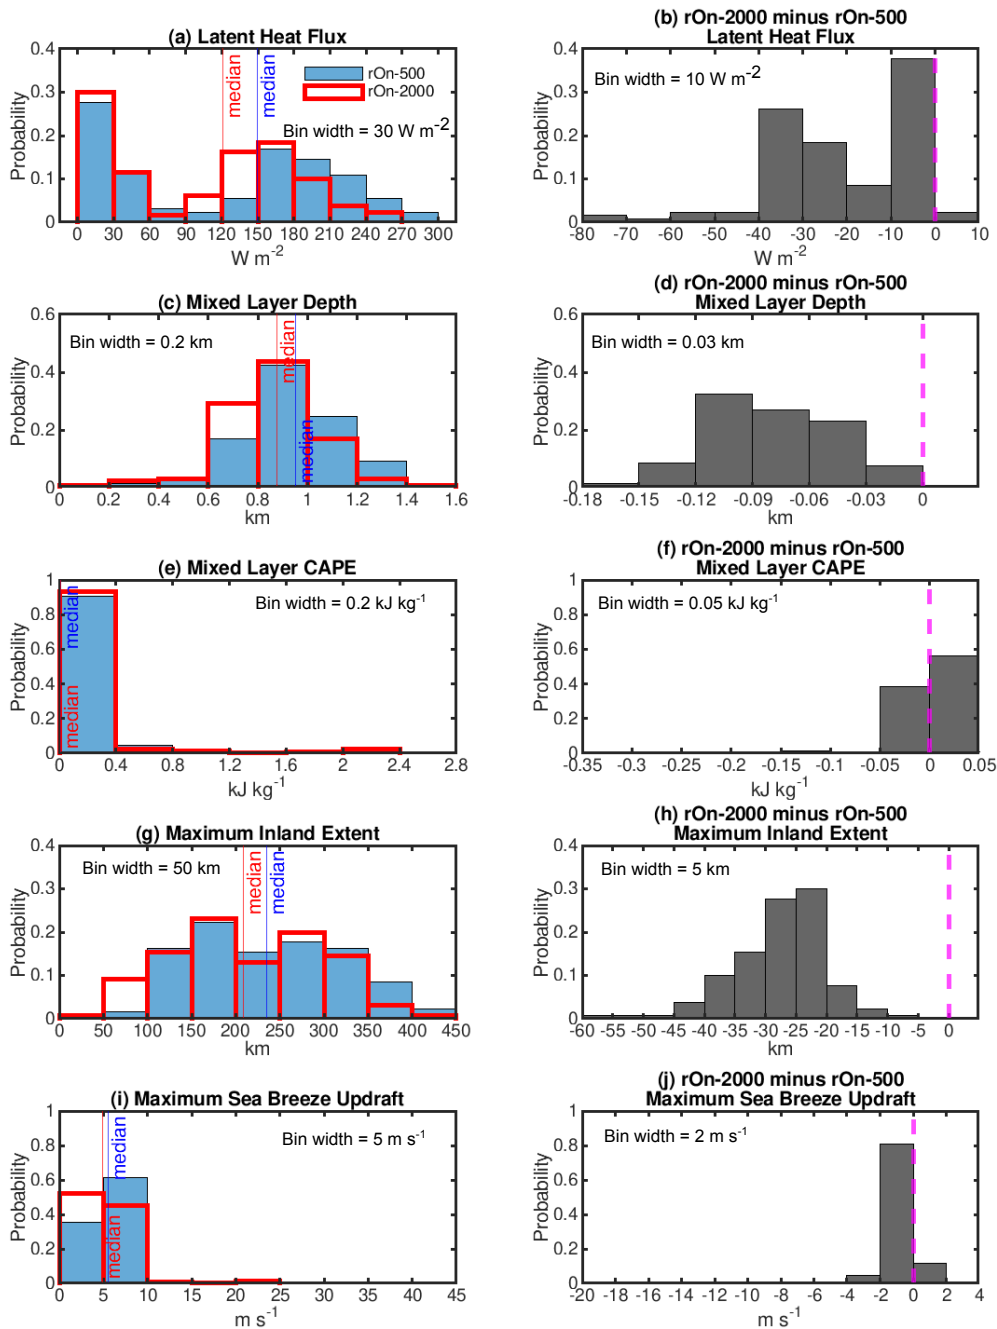 (a) Latent Heat Flux
0.4
0.3
0.2
0.1
0
Probability
median
median
rOn-500
rOn-2000
Bin width = 30 W m-2
0 30 60 90 120 150 180 210 240 270 300
W m-2
(b) rOn-2000 minus rOn-500
Latent Heat Flux
0.4
0.3
0.2
0.1
0
Probability
Bin width = 10 W m-2
-80 -70 -60 -50 -40 -30 -20 -10 0 10
W m-2
(c) Mixed Layer Depth
0.6
0.4
0.2
0
Probability
Bin width = 0.2 km
median
median
0 0.2 0.4 0.6 0.8 1 1.2 1.4 1.6
km
(d) rOn-2000 minus rOn-500
Mixed Layer Depth
0.6
0.4
0.2
0
Probability
Bin width = 0.03 km
-0.18 -0.15 -0.12 -0.09 -0.06 -0.03 0
km
(e) Mixed Layer CAPE
1
0.8
0.6
0.4
0.2
0
Probability
median
median
Bin width = 0.2 kJ kg-1
0 0.4 0.8 1.2 1.6 2 2.4 2.8
kJ kg-1
(f) rOn-2000 minus rOn-500
Mixed Layer CAPE
1
0.8
0.6
0.4
0.2
0
Probability
Bin width = 0.05 kJ kg-1
-0.35 -0.3 -0.25 -0.2 -0.15 -0.1 -0.05 0 0.05
kJ kg-1
(g) Maximum Inland Extent
0.4
0.3
0.2
0.1
0
Probability
Bin width = 50 km
median
median
0 50 100 150 200 250 300 350 400 450
km
(h) rOn-2000 minus rOn-500
Maximum Inland Extent
0.4
0.3
0.2
0.1
0
Probability
Bin width = 5 km
-60 -55 -50 -45 -40 -35 -30 -25 -20 -15 -10 -5 0
km
(i) Maximum Sea Breeze Updraft
1
0.8
0.6
0.4
0.2
0
Probability
median
median
Bin width = 5 m s-1
0 5 10 15 20 25 30 35 40 45
m s-1
(j) rOn-2000 minus rOn-500
Maximum Sea Breeze Updraft
1
0.8
0.6
0.4
0.2
0
Probability
Bin width = 2 m s-1
-20 -18 -16 -14 -12 -10 -8 -6 -4 -2 0 2 4
m s-1